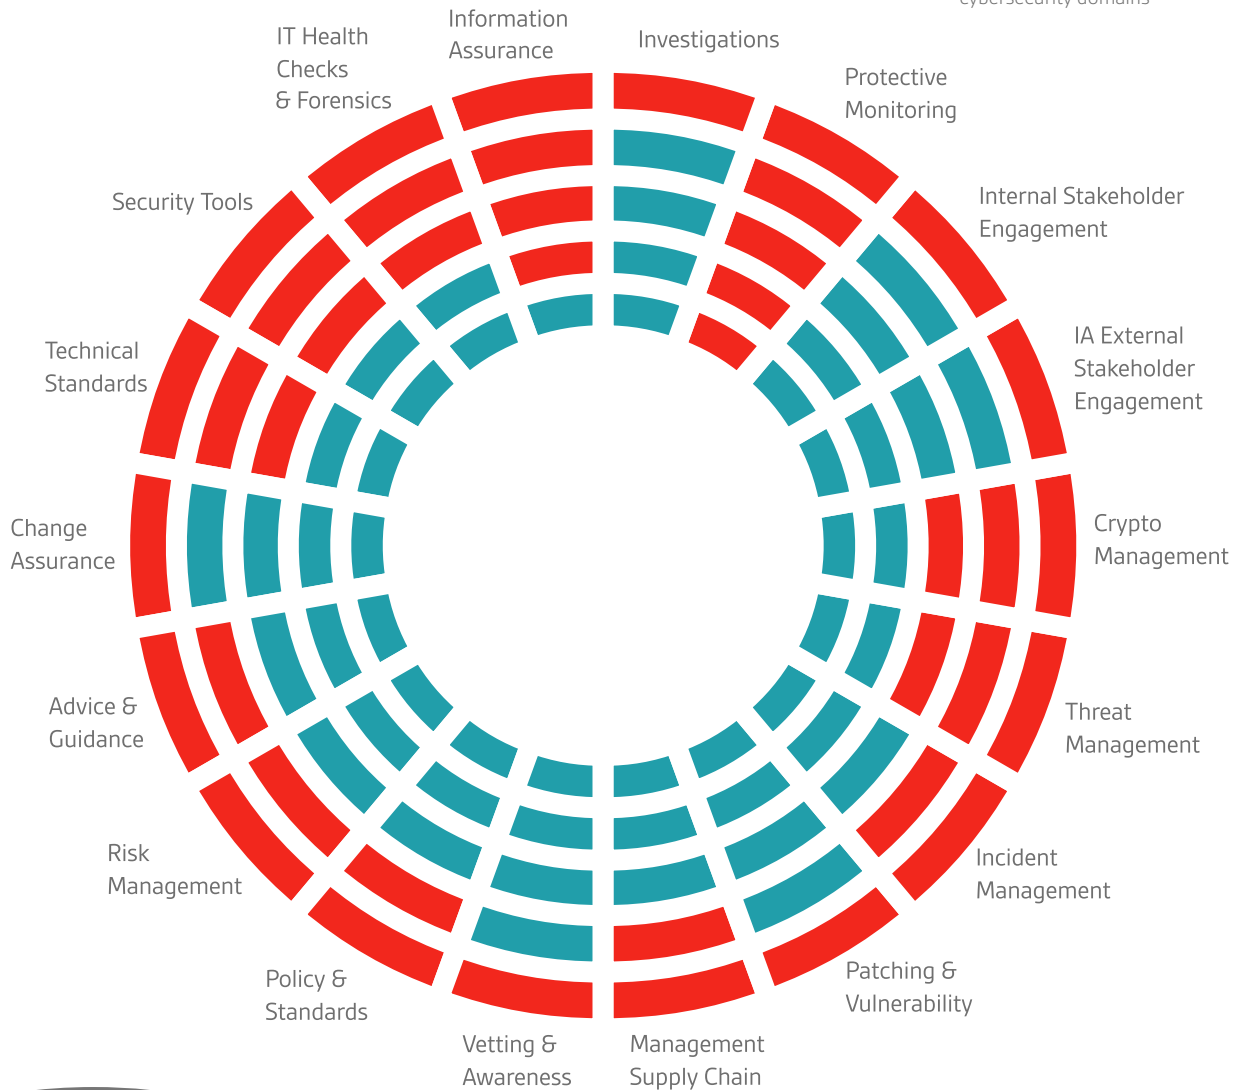 cybersecurity domains
Information
Assurance
Investigations
IT Health
Checks
& Forensics
Protective
Monitoring
Security Tools
Internal Stakeholder
Engagement
Technical
Standards
IA External
Stakeholder
Engagement
Change
Assurance
Crypto
Management
Advice &
Guidance
Threat
Management
Risk
Management
Incident
Management
Policy &
Standards
Patching &
Vulnerability
Vetting &
Awareness
Management
Supply Chain